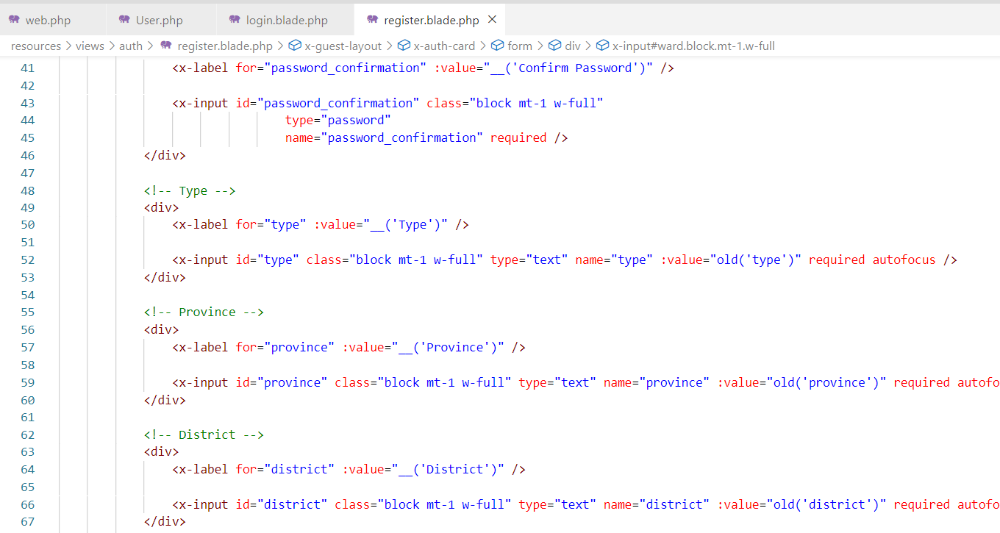 web.php User.php login.blade.php register.blade.php ×
resources > views > auth > register.blade.php > x-guest-layout > x-auth-card > form > div > x-input#ward.block.mt-1.w-full
41 <x-label for="password_confirmation" :value="__('Confirm Password')" />
42
43 <x-input id="password_confirmation" class="block mt-1 w-full"
44 type="password"
45 name="password_confirmation" required />
46 </div>
47
48 <!-- Type -->
49 <div>
50 <x-label for="type" :value="__('Type')" />
51
52 <x-input id="type" class="block mt-1 w-full" type="text" name="type" :value="old('type')" required autofocus />
53 </div>
54
55 <!-- Province -->
56 <div>
57 <x-label for="province" :value="__('Province')" />
58
59 <x-input id="province" class="block mt-1 w-full" type="text" name="province" :value="old('province')" required autofo
60 </div>
61
62 <!-- District -->
63 <div>
64 <x-label for="district" :value="__('District')" />
65
66 <x-input id="district" class="block mt-1 w-full" type="text" name="district" :value="old('district')" required autofo
67 </div>